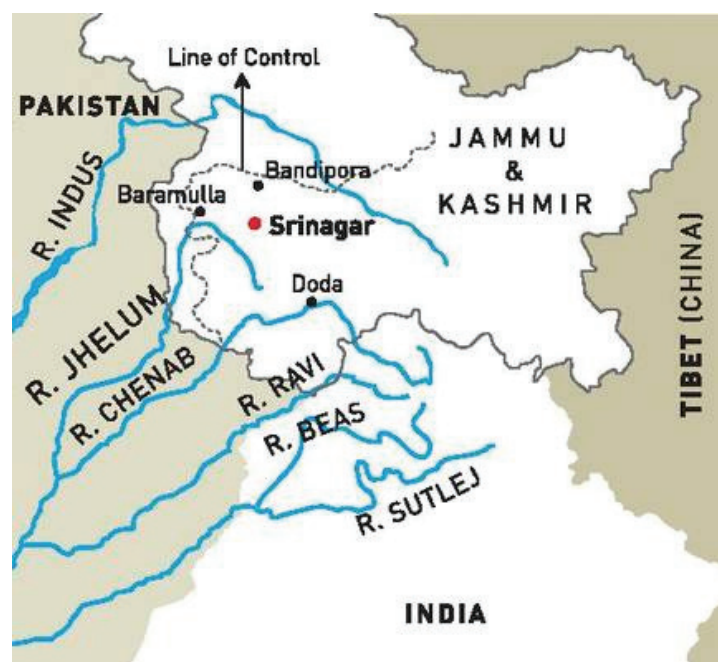 Line of Control
PAKISTAN
JAMMU
&
KASHMIR
R. INDUS
Bandipora
Baramulla
Srinagar
Doda
R. JHELUM
R. CHENAB
R. RAVI
R. BEAS
R. SUTLEJ
TIBET (CHINA)
INDIA